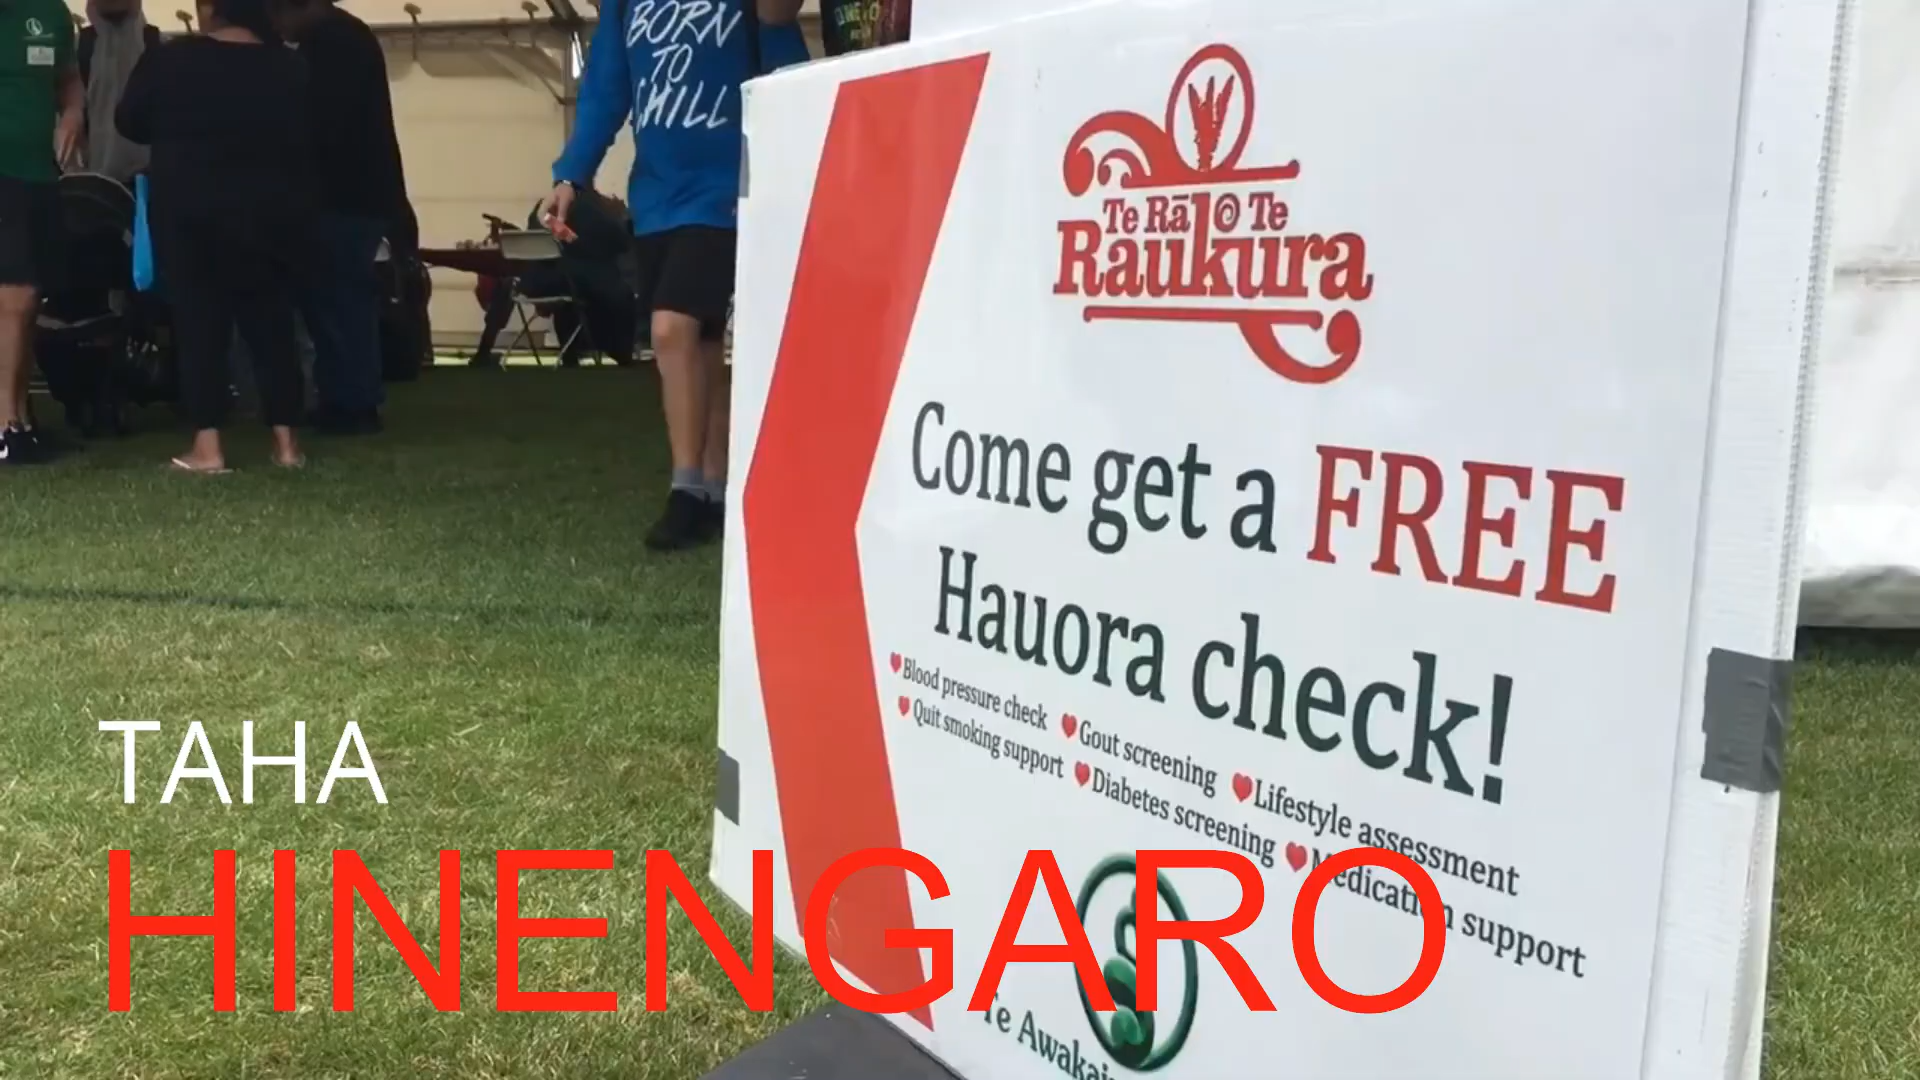 BORN
TO
CHILL
Te Rā o Te
Raukura
Come get a FREE
Hauora check!
Blood pressure check Gout screening Lifestyle assessment
Quit smoking support Diabetes screening Medication support
Te
TAHA
HINENGARO